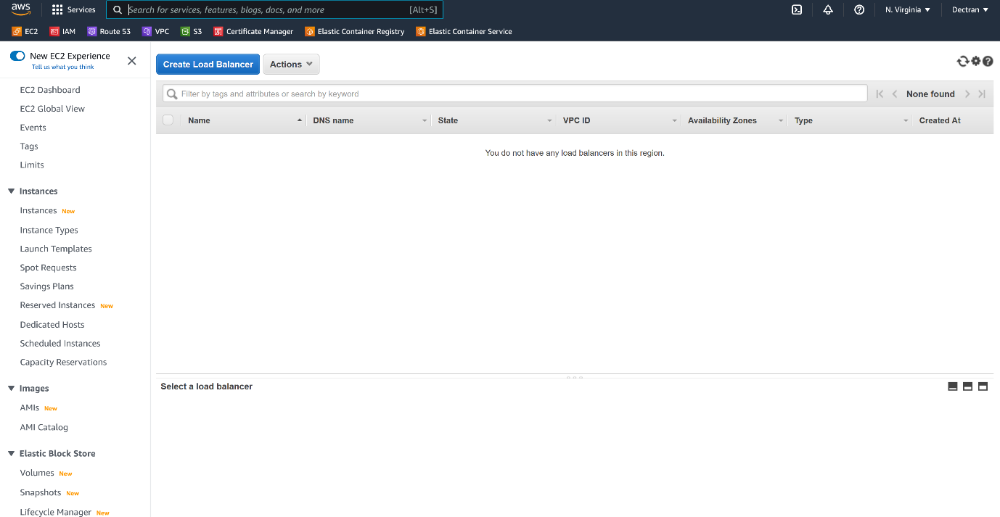 aws
Services
Search for services, features, blogs, docs, and more
[Alt+S]
N. Virginia
Dectran
EC2
IAM
Route 53
VPC
S3
Certificate Manager
Elastic Container Registry
Elastic Container Service
New EC2 Experience
Tell us what you think
EC2 Dashboard
EC2 Global View
Events
Tags
Limits
Instances
Instances New
Instance Types
Launch Templates
Spot Requests
Savings Plans
Reserved Instances New
Dedicated Hosts
Scheduled Instances
Capacity Reservations
Images
AMIs New
AMI Catalog
Elastic Block Store
Volumes New
Snapshots New
Lifecycle Manager New
Create Load Balancer
Actions
Filter by tags and attributes or search by keyword
None found
Name
DNS name
State
VPC ID
Availability Zones
Type
Created At
You do not have any load balancers in this region.
Select a load balancer